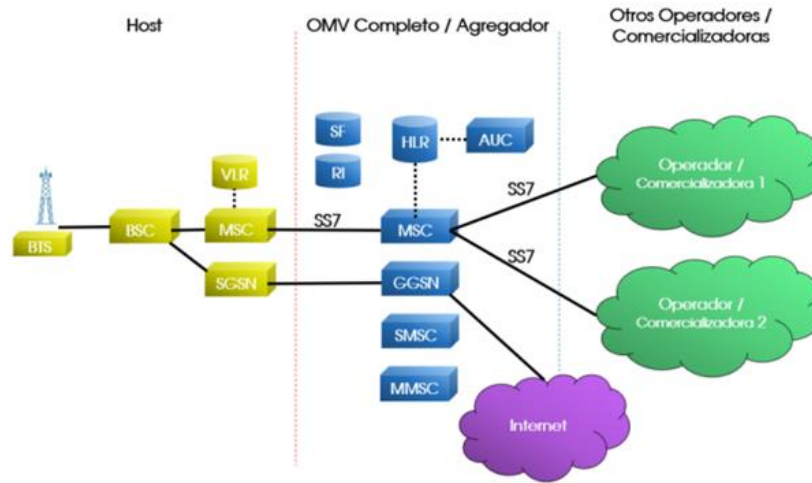 Host
OMV Completo / Agregador
Otros Operadores /
Comercializadoras
SF
HLR
AUC
VLR
RI
Operador /
Comercializadora 1
SS7
BTS
BSC
MSC
SS7
MSC
SS7
SGSN
GGSN
Operador /
Comercializadora 2
SMSC
MMSC
Internet